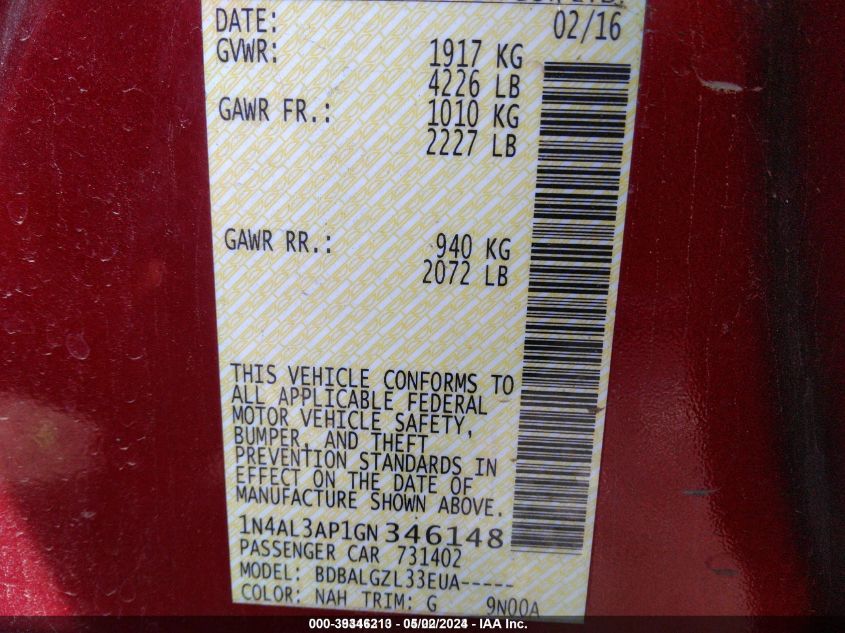 DATE: 02/16
GVWR: 1917 KG
4226 LB
GAWR FR.: 1010 KG
2227 LB
GAWR RR.: 940 KG
2072 LB
THIS VEHICLE CONFORMS TO
ALL APPLICABLE FEDERAL
MOTOR VEHICLE SAFETY,
BUMPER, AND THEFT
PREVENTION STANDARDS IN
EFFECT ON THE DATE OF
MANUFACTURE SHOWN ABOVE.
1N4AL3AP1GN346148
PASSENGER CAR 731402
MODEL: BDBALGZL33EUA-----
COLOR: NAH TRIM: G 9N00A
- IAA Inc.